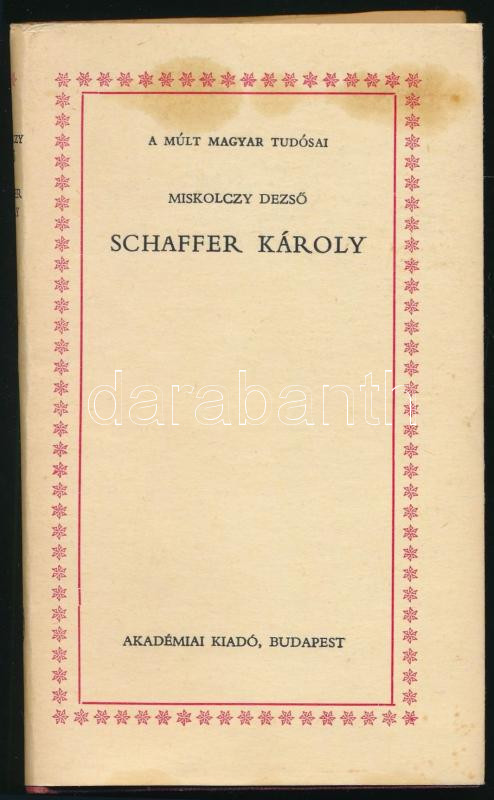 A MÚLT MAGYAR TUDÓSAI
MISKOLCZY DEZSŐ
SCHAFFER KÁROLY
darabanth
AKADÉMIAI KIADÓ, BUDAPEST